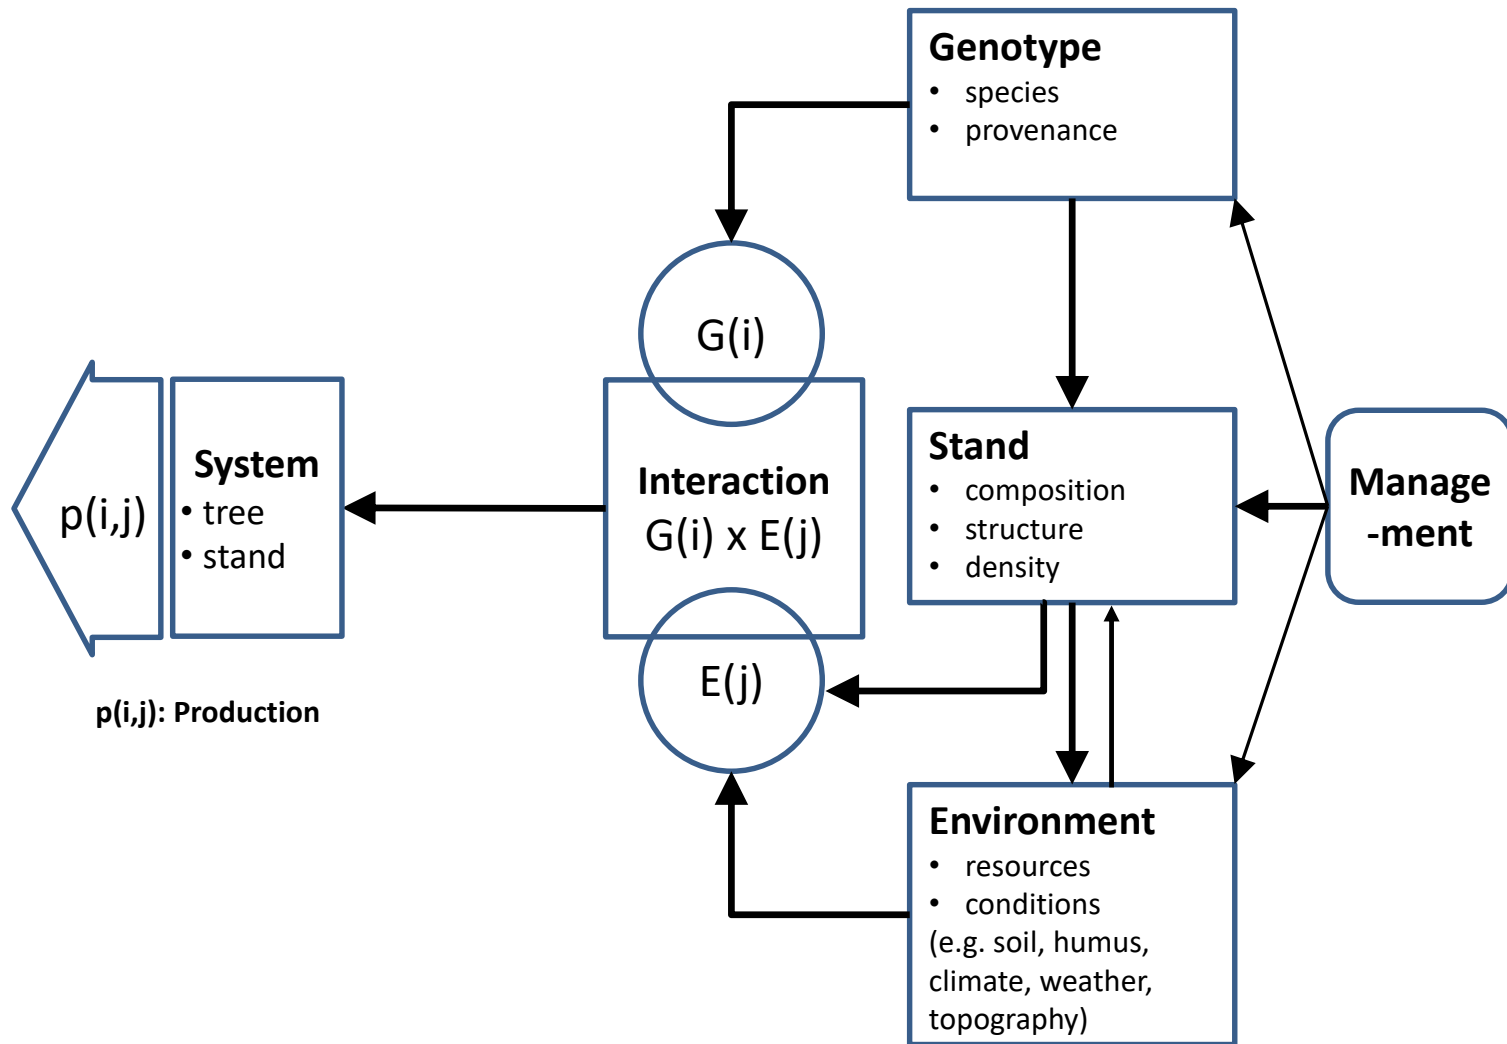 Genotype
• species
• provenance
G(i)
System
• tree
• stand
p(i,j)
Interaction
G(i) x E(j)
Stand
• composition
• structure
• density
Manage
-ment
E(j)
p(i,j): Production
Environment
• resources
• conditions
(e.g. soil, humus,
climate, weather,
topography)